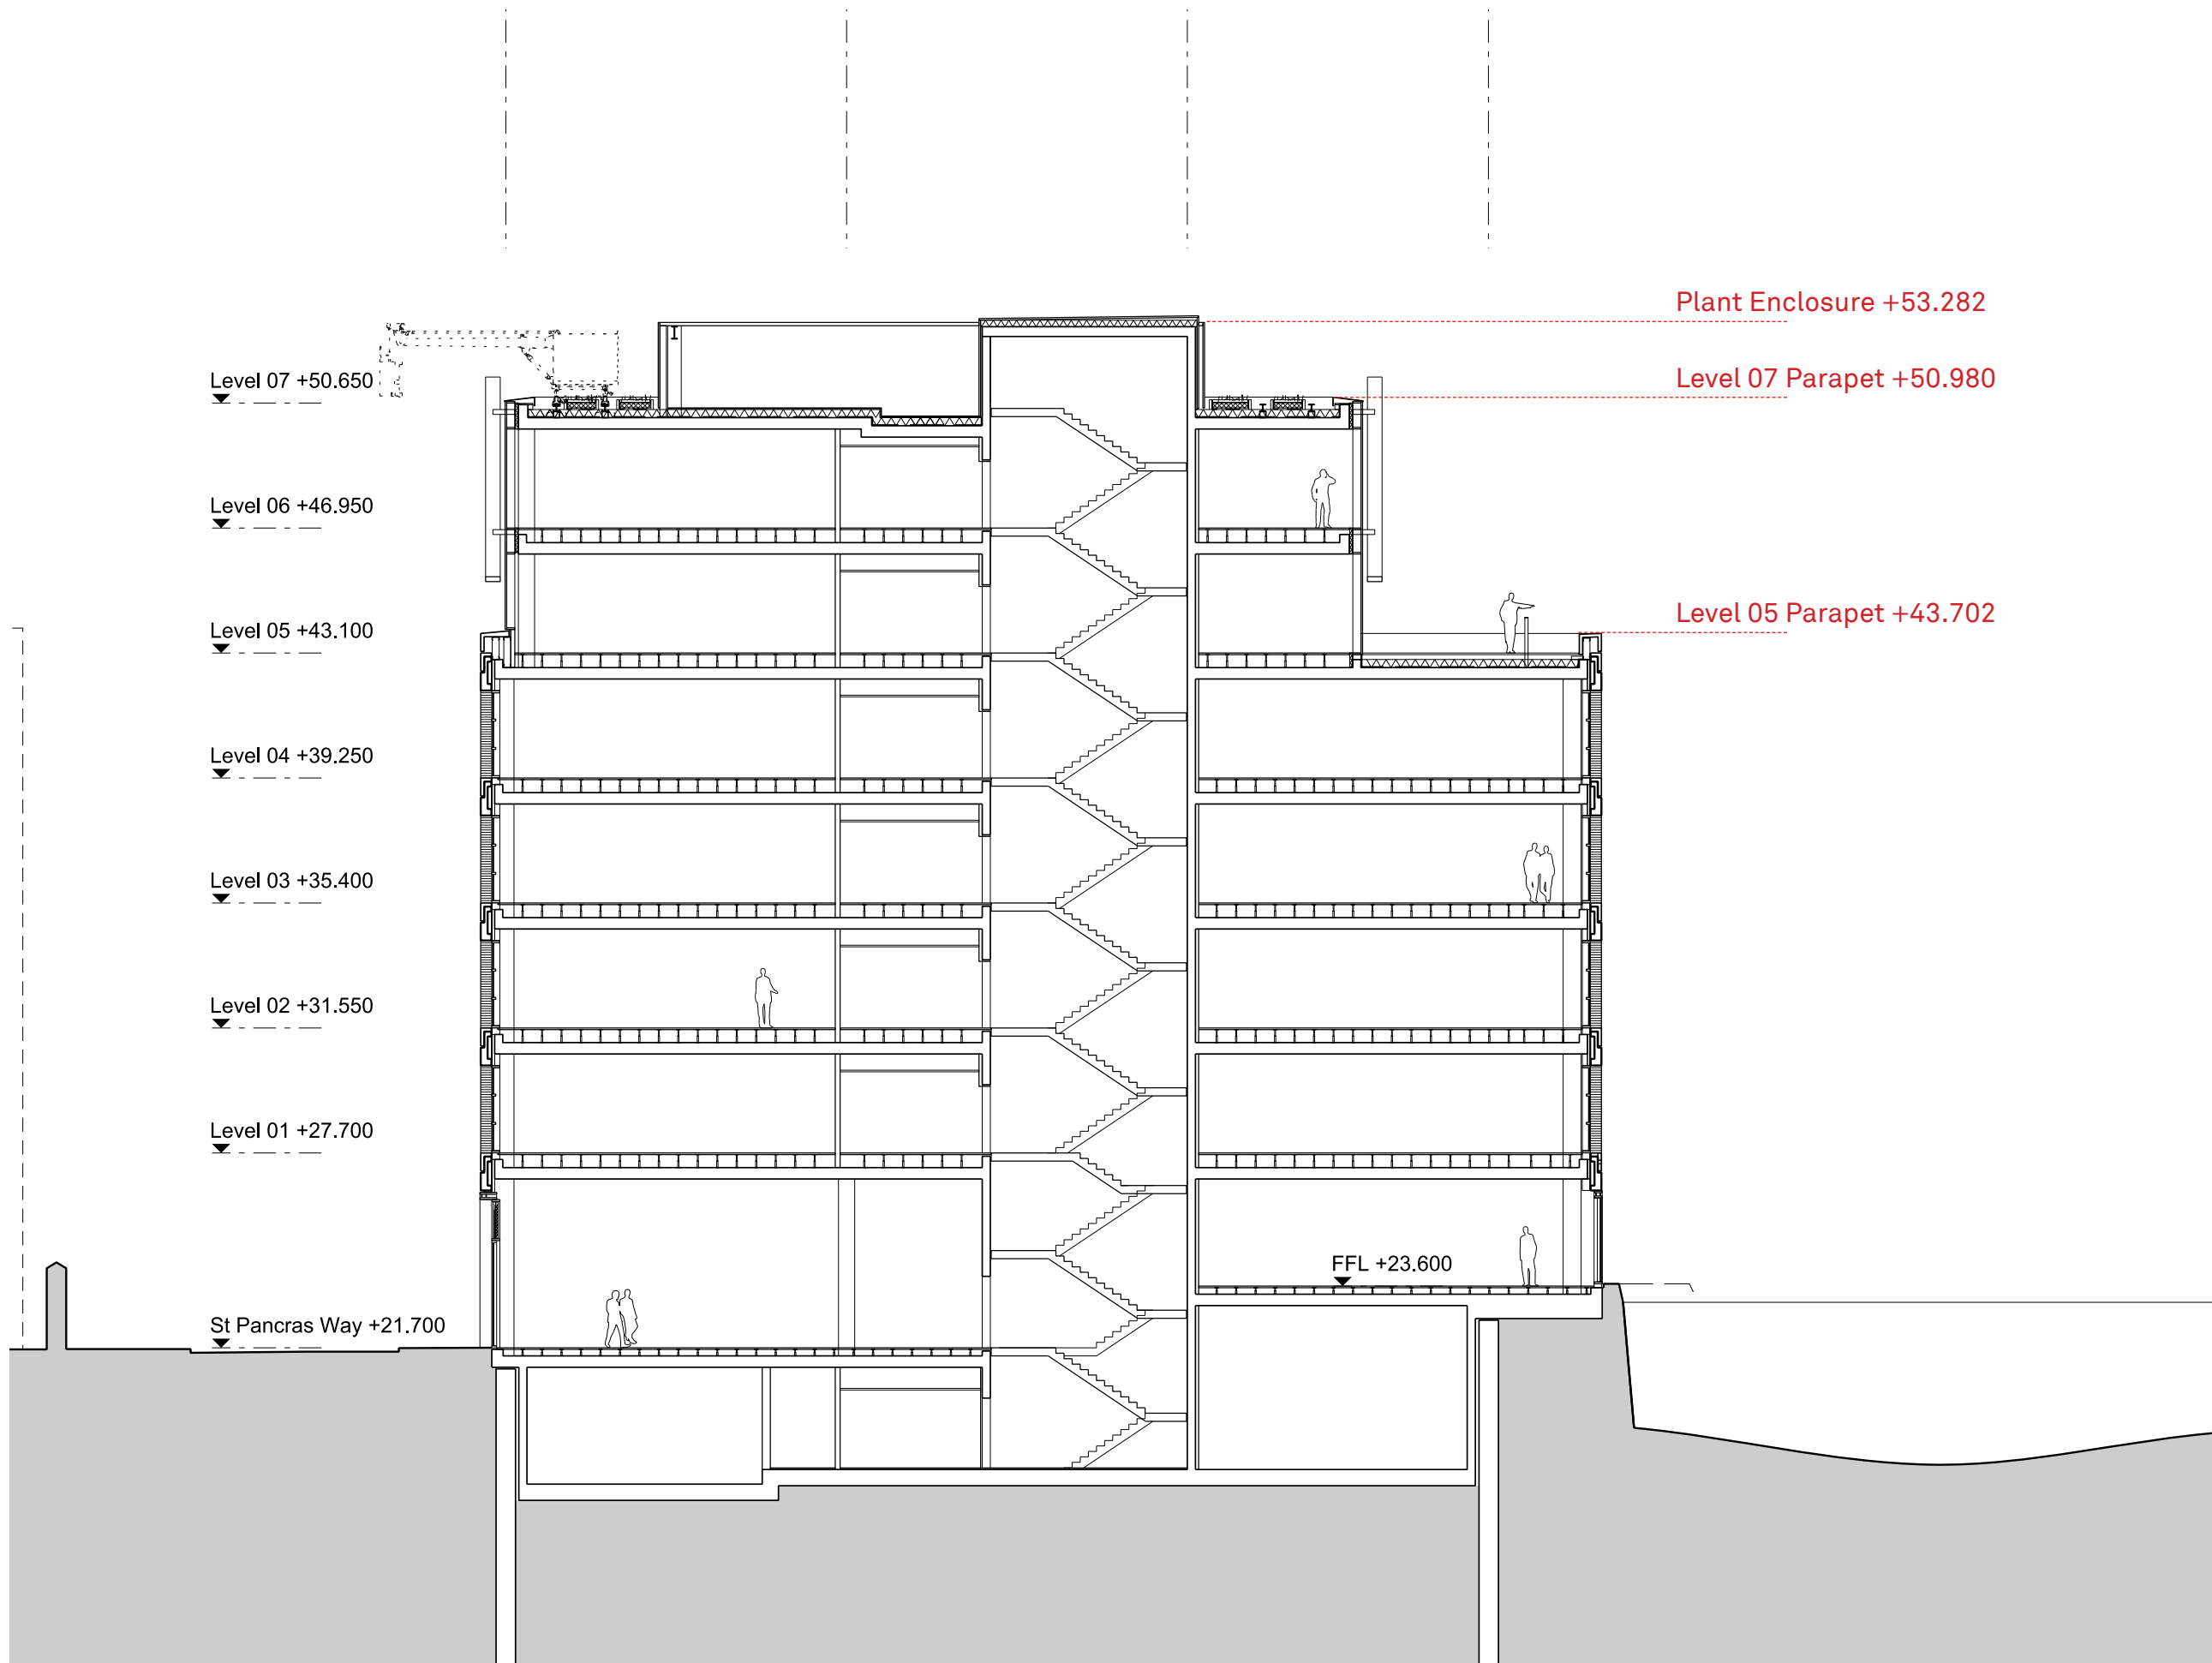 Plant Enclosure +53.282
Level 07 +50.650
Level 07 Parapet +50.980
Level 06 +46.950
Level 05 +43.100
Level 05 Parapet +43.702
Level 04 +39.250
Level 03 +35.400
Level 02 +31.550
Level 01 +27.700
FFL +23.600
St Pancras Way +21.700